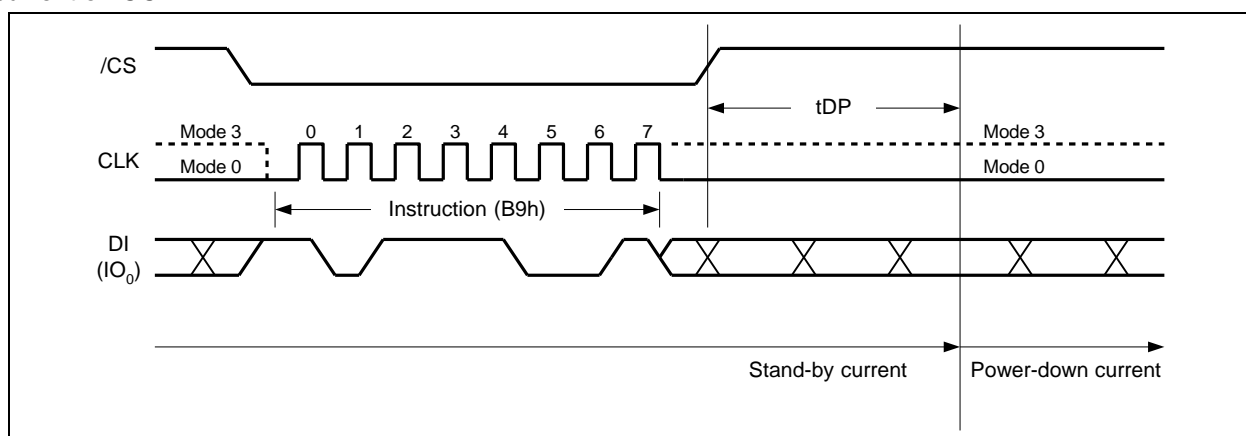 /CS
tDP
Mode 3 0 1 2 3 4 5 6 7 Mode 3
CLK
Mode 0 Mode 0
Instruction (B9h)
DI
(IO0)
Stand-by current Power-down current